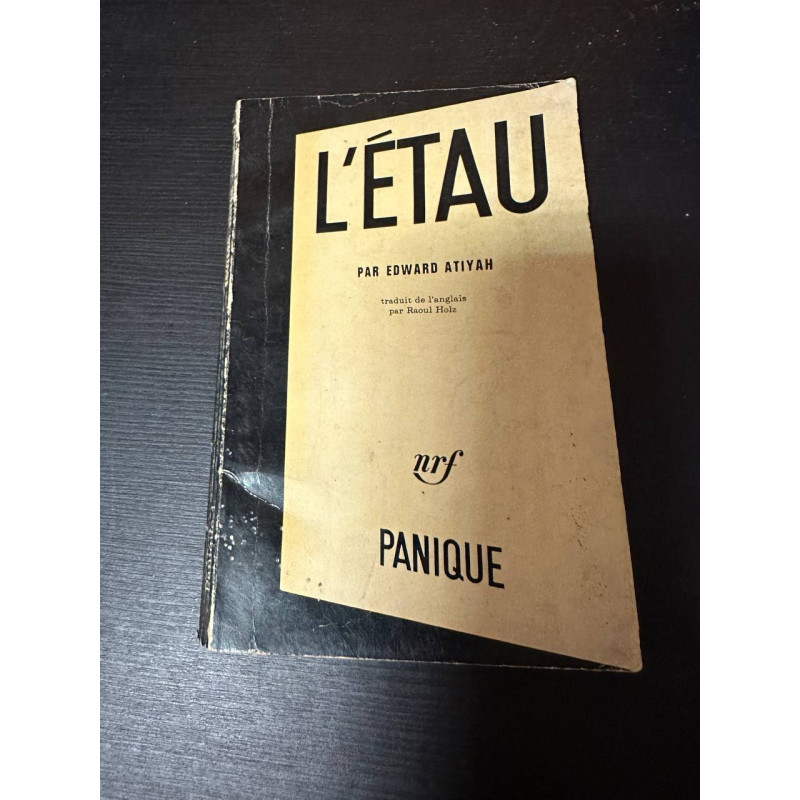 L'ÉTAU
PAR EDWARD ATIYAH
traduit de l'anglais
par Raoul Holz
nrf
PANIQUE